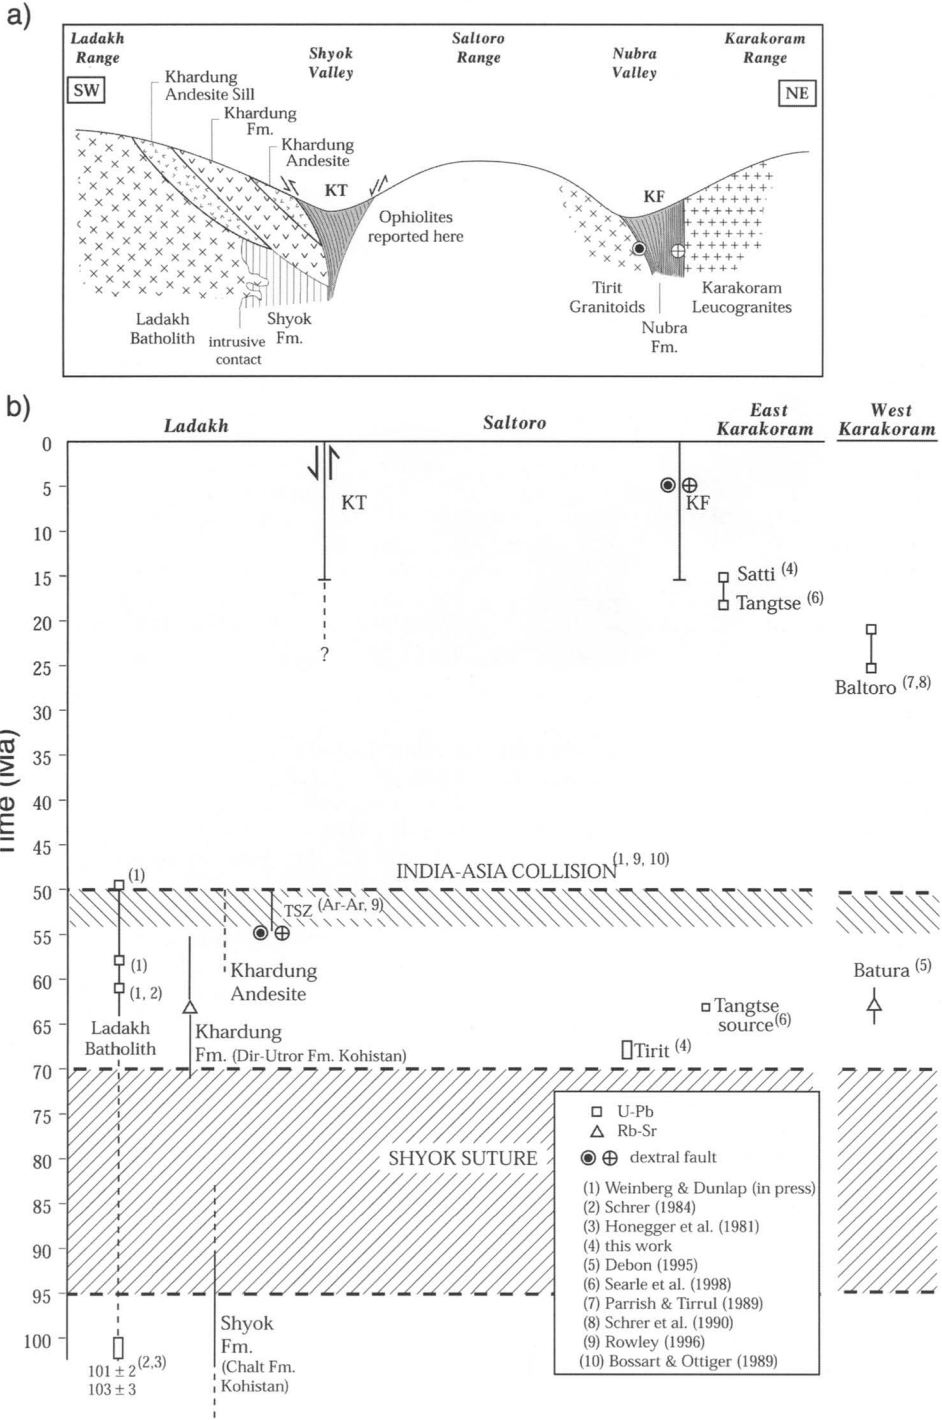 a)
Ladakh
Range
Shyok
Valley
Saltoro
Range
Nubra
Valley
Karakoram
Range
SW
NE
Khardung
Andesite Sill
Khardung
Fm.
Khardung
Andesite
KT
KF
Ophiolites
reported here
Ladakh
Batholith
intrusive
contact
Shyok
Fm.
Tirit
Granitoids
Nubra
Fm.
Karakoram
Leucogranites
b)
Ladakh
Saltoro
East
Karakoram
West
Karakoram
Time (Ma)
0
5
10
15
20
25
30
35
40
45
50
55
60
65
70
75
80
85
90
95
100
KT
?
KF
Satti (4)
Tangtse (6)
Baltoro (7,8)
INDIA-ASIA COLLISION (1, 9, 10)
(1)
TSZ (Ar-Ar, 9)
(1)
(1, 2)
Khardung
Andesite
Batura (5)
Ladakh
Batholith
Khardung
Fm. (Dir-Utror Fm. Kohistan)
Tangtse
source(6)
Tirit (4)
SHYOK SUTURE
Shyok
Fm.
(Chalt Fm.
Kohistan)
101 ± 2 (2,3)
103 ± 3
U-Pb
Rb-Sr
dextral fault
(1) Weinberg & Dunlap (in press)
(2) Schrer (1984)
(3) Honegger et al. (1981)
(4) this work
(5) Debon (1995)
(6) Searle et al. (1998)
(7) Parrish & Tirrul (1989)
(8) Schrer et al. (1990)
(9) Rowley (1996)
(10) Bossart & Ottiger (1989)